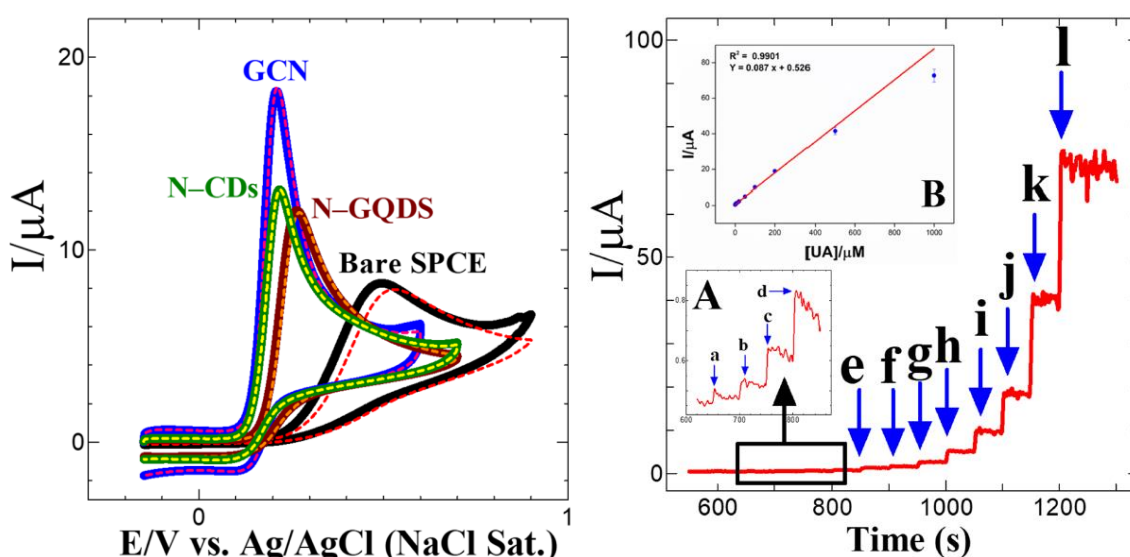 20
GCN
N–CDs
N–GQDS
Bare SPCE
10
0
I/µA
0
1
E/V vs. Ag/AgCl (NaCl Sat.)
100
50
0
I/µA
R² = 0.9901
Y = 0.087 x + 0.526
80
60
40
20
0
I/µA
B
0
200
400
600
800
1000
[UA]/µM
A
0.8
0.6
a
b
c
d
600
700
800
e
f
g
h
i
j
k
l
600
800
1000
1200
Time (s)